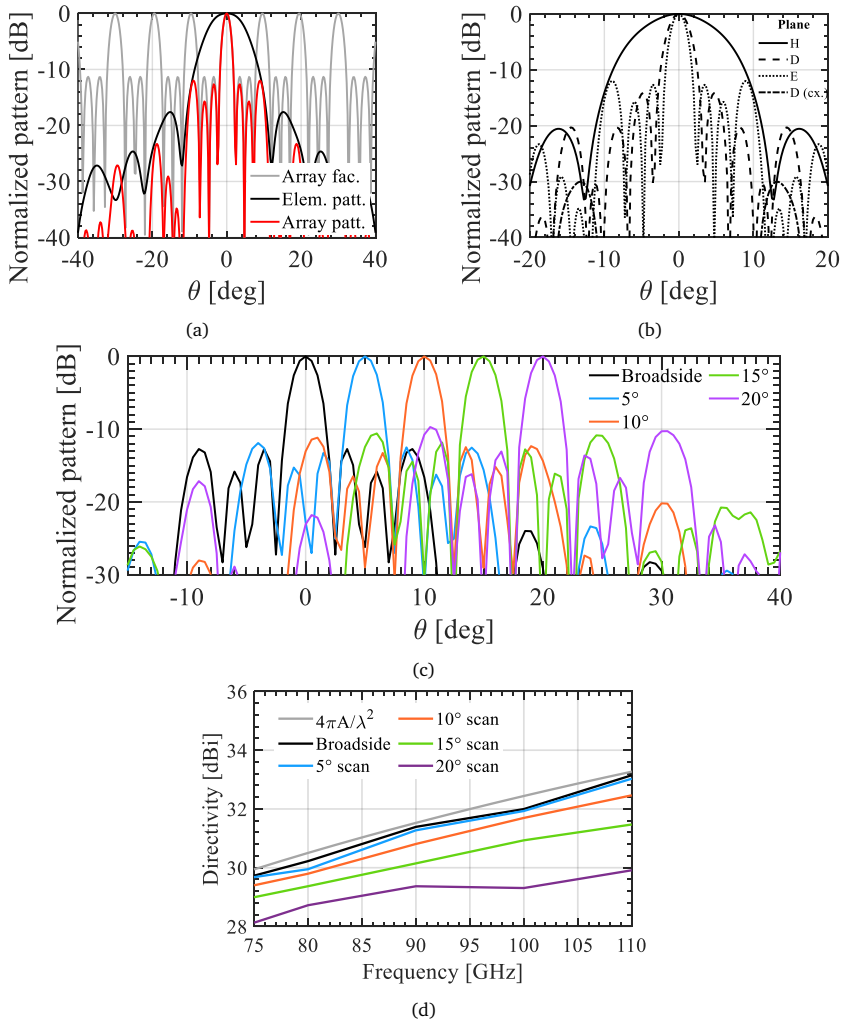 0
-10
-20
-30
-40
-40
-20
0
20
40
Normalized pattern [dB]
θ [deg]
Array fac.
Elem. patt.
Array patt.
(a)
0
-10
-20
-30
-40
-20
-10
0
10
20
Normalized pattern [dB]
θ [deg]
Plane
H
D
E
D (cx.)
(b)
0
-10
-20
-30
-10
0
10
20
30
40
Normalized pattern [dB]
θ [deg]
Broadside
5°
10°
15°
20°
(c)
36
34
32
30
28
75
80
85
90
95
100
105
110
Directivity [dBi]
Frequency [GHz]
4πA/λ²
Broadside
5° scan
10° scan
15° scan
20° scan
(d)